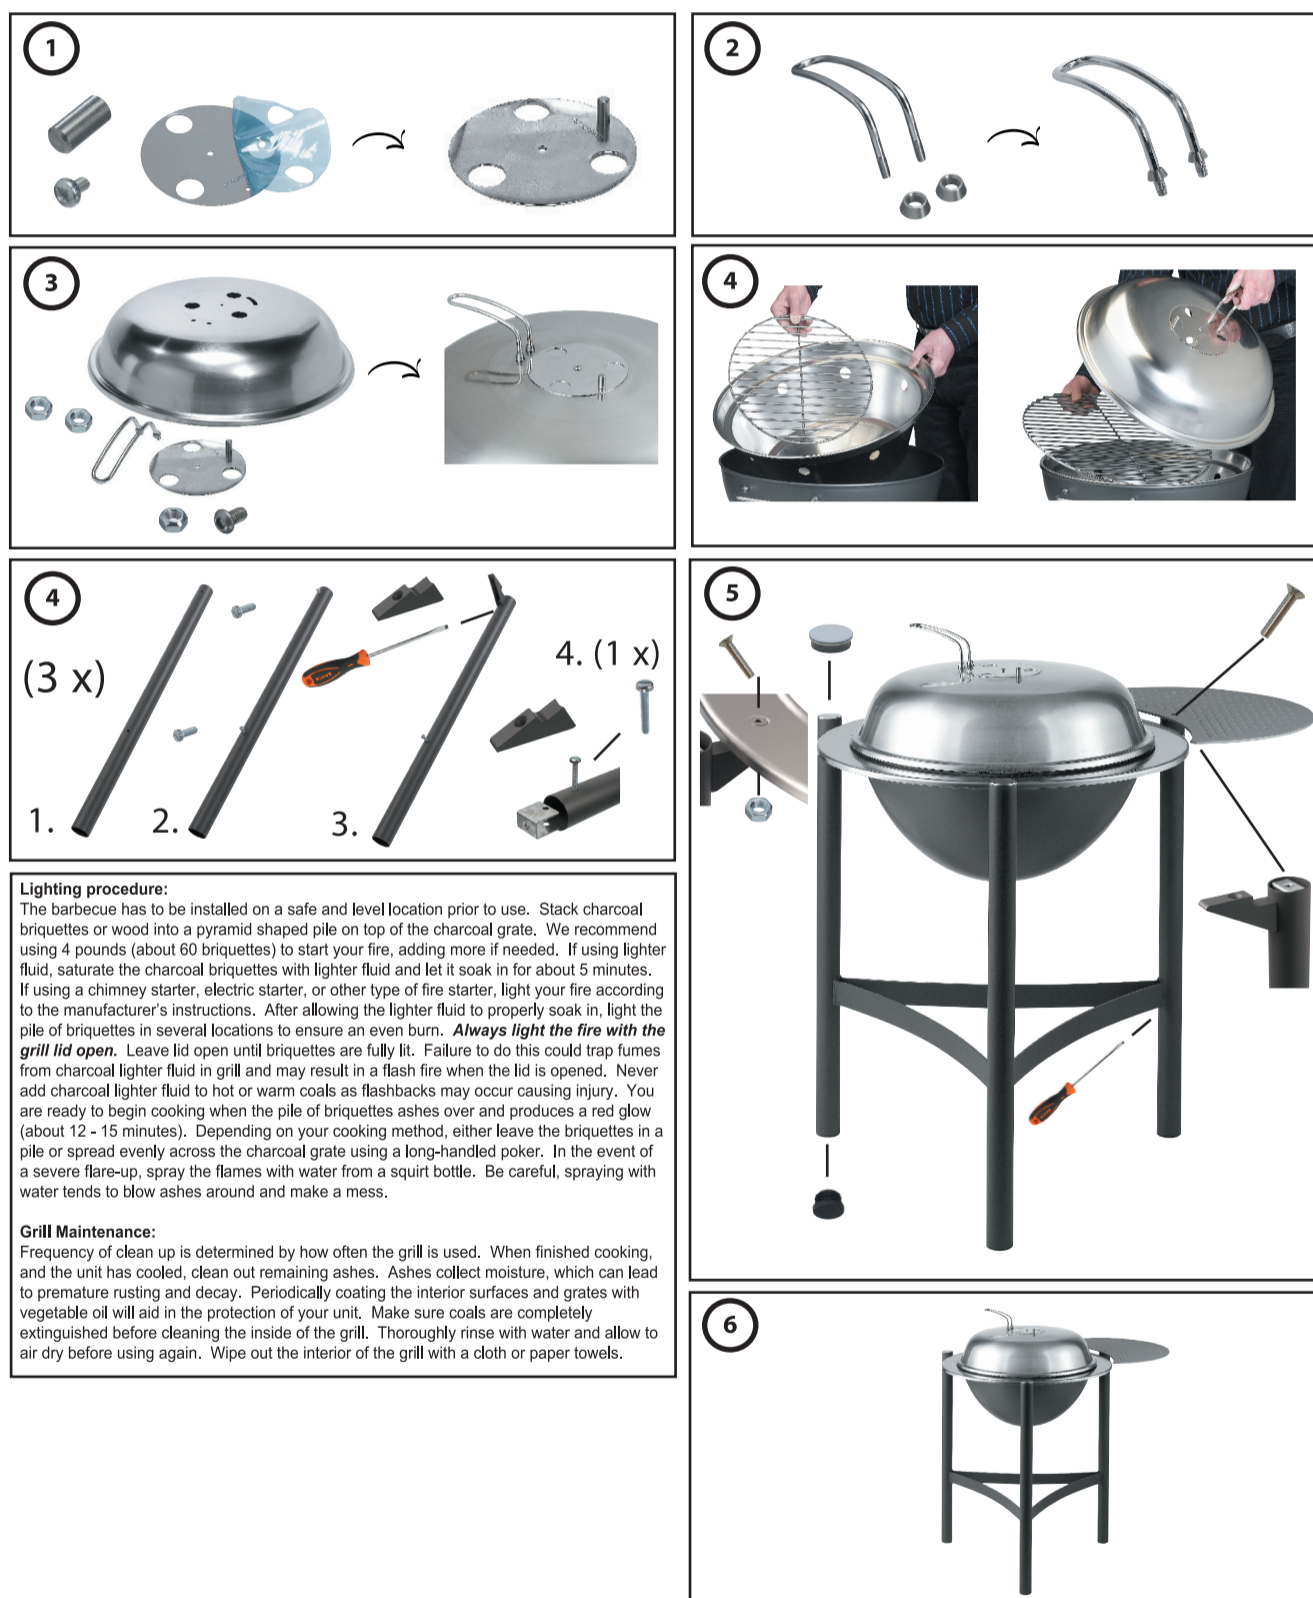 1
2
3
4
4
(3 x)
4. (1 x)
1.
2.
3.
5
Lighting procedure:
The barbecue has to be installed on a safe and level location prior to use. Stack charcoal
briquettes or wood into a pyramid shaped pile on top of the charcoal grate. We recommend
using 4 pounds (about 60 briquettes) to start your fire, adding more if needed. If using lighter
fluid, saturate the charcoal briquettes with lighter fluid and let it soak in for about 5 minutes.
If using a chimney starter, electric starter, or other type of fire starter, light your fire according
to the manufacturer's instructions. After allowing the lighter fluid to properly soak in, light the
pile of briquettes in several locations to ensure an even burn. Always light the fire with the
grill lid open. Leave lid open until briquettes are fully lit. Failure to do this could trap fumes
from charcoal lighter fluid in grill and may result in a flash fire when the lid is opened. Never
add charcoal lighter fluid to hot or warm coals as flashbacks may occur causing injury. You
are ready to begin cooking when the pile of briquettes ashes over and produces a red glow
(about 12 - 15 minutes). Depending on your cooking method, either leave the briquettes in a
pile or spread evenly across the charcoal grate using a long-handled poker. In the event of
a severe flare-up, spray the flames with water from a squirt bottle. Be careful, spraying with
water tends to blow ashes around and make a mess.
Grill Maintenance:
Frequency of clean up is determined by how often the grill is used. When finished cooking,
and the unit has cooled, clean out remaining ashes. Ashes collect moisture, which can lead
to premature rusting and decay. Periodically coating the interior surfaces and grates with
vegetable oil will aid in the protection of your unit. Make sure coals are completely
extinguished before cleaning the inside of the grill. Thoroughly rinse with water and allow to
air dry before using again. Wipe out the interior of the grill with a cloth or paper towels.
6